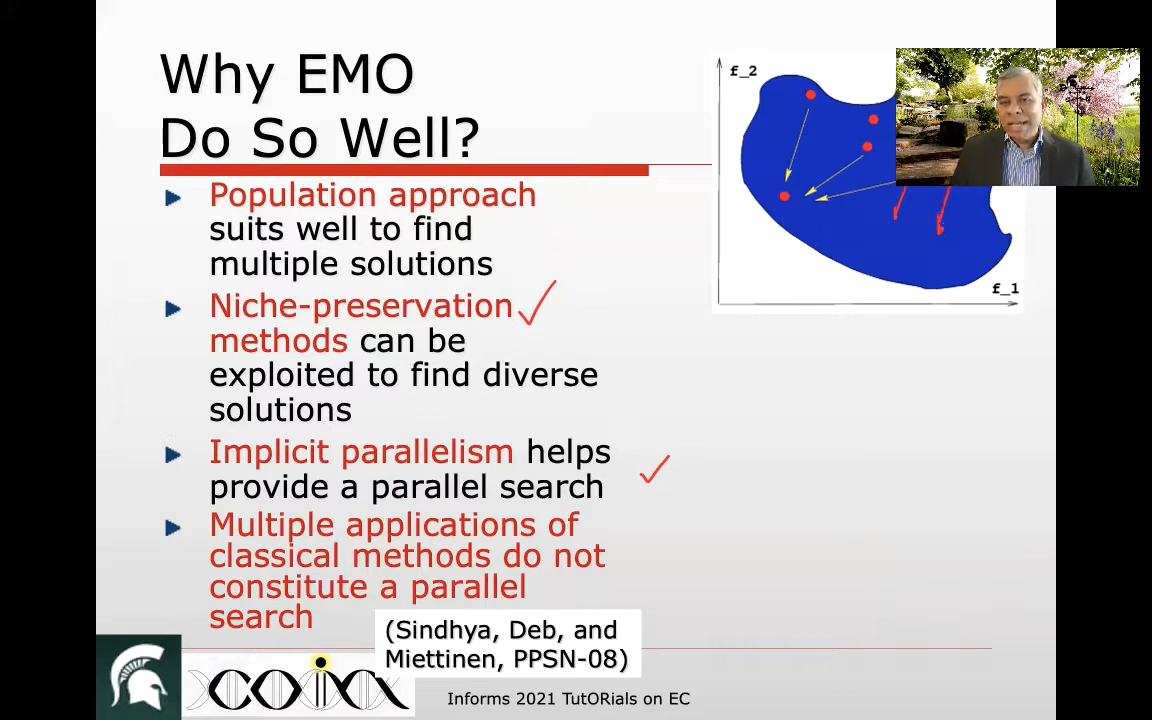 Why EMO
Do So Well?
Population approach
suits well to find
multiple solutions
Niche-preservation
methods can be
exploited to find diverse
solutions
Implicit parallelism helps
provide a parallel search
Multiple applications of
classical methods do not
constitute a parallel
search
(Sindhya, Deb, and
Miettinen, PPSN-08)
f_2
f_1
COIN
Informs 2021 TutORials on EC